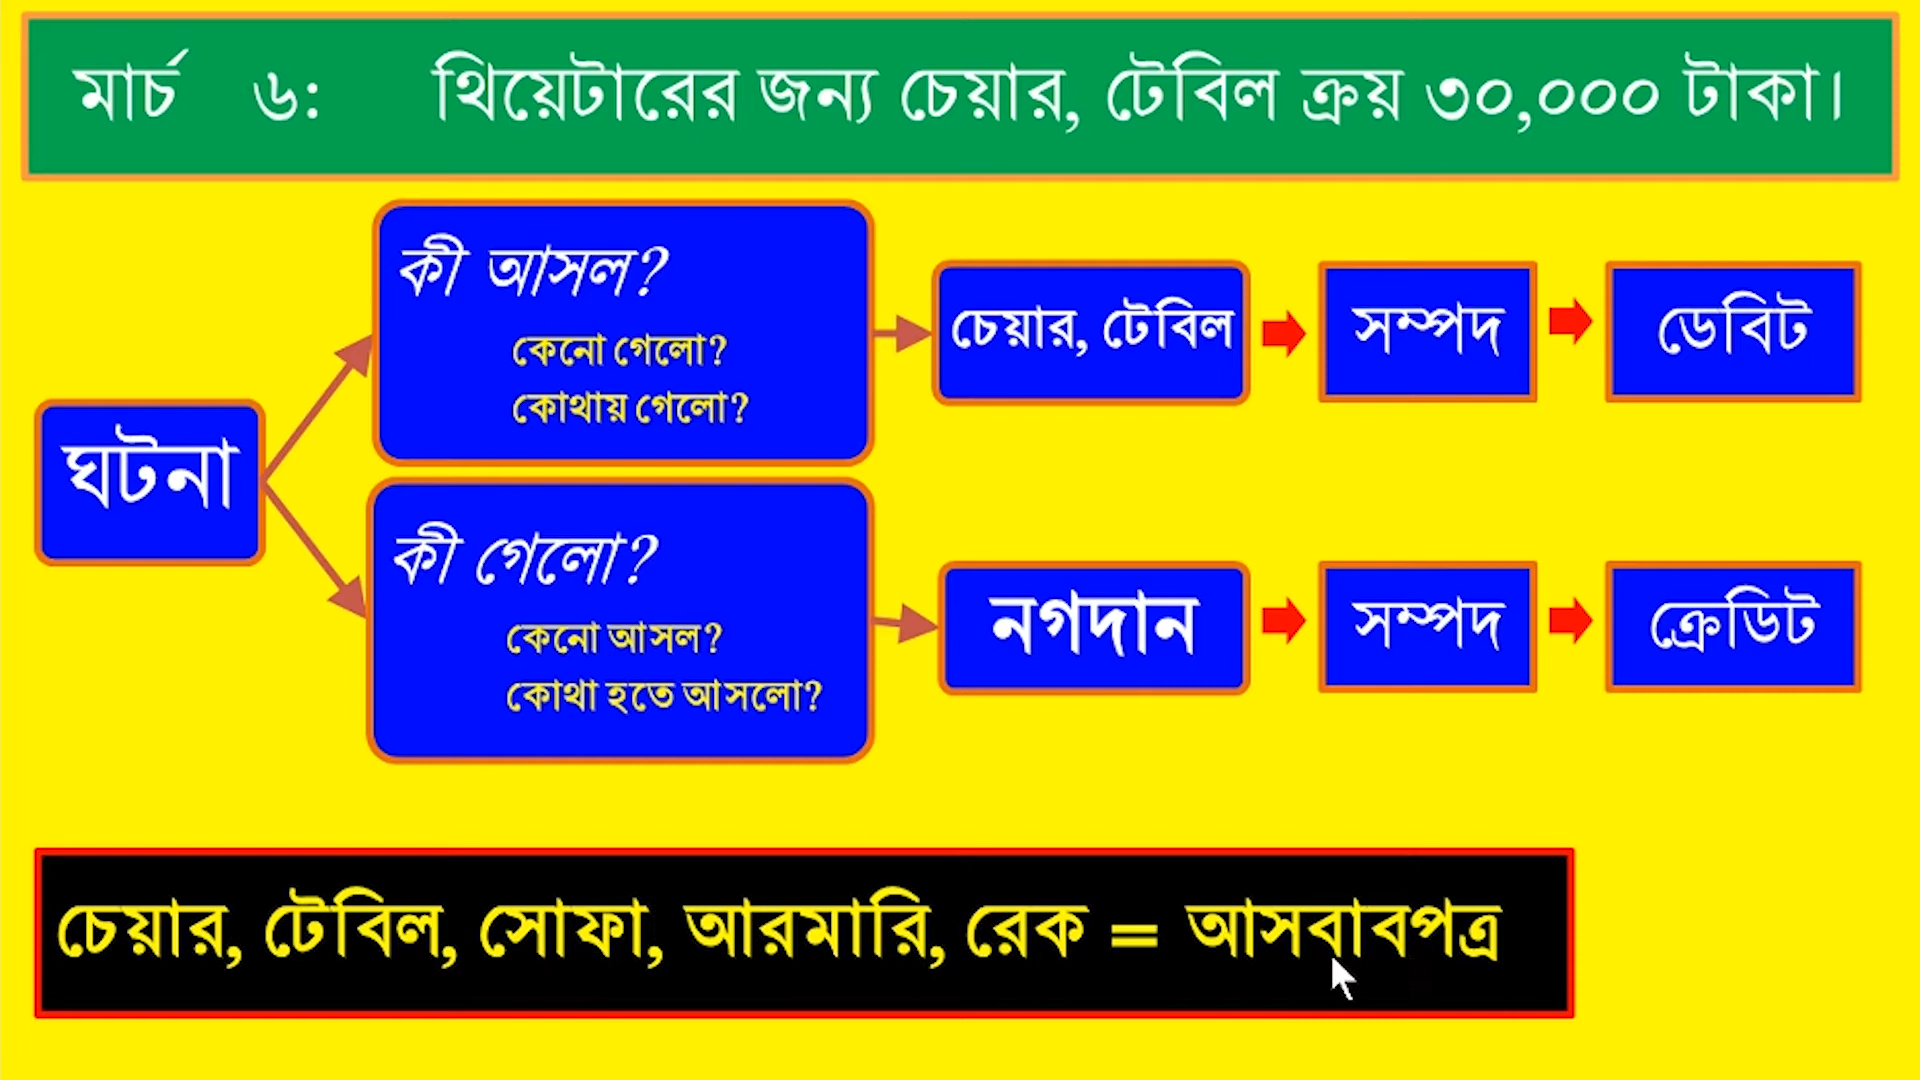 মার্চ ৬: থিয়েটারের জন্য চেয়ার, টেবিল ক্রয় ৩০,০০০ টাকা।
ঘটনা
কী আসল?
কেনো গেলো?
কোথায় গেলো?
চেয়ার, টেবিল
সম্পদ
ডেবিট
কী গেলো?
কেনো আসল?
কোথা হতে আসলো?
নগদান
সম্পদ
ক্রেডিট
চেয়ার, টেবিল, সোফা, আরমারি, রেক = আসবাবপত্র